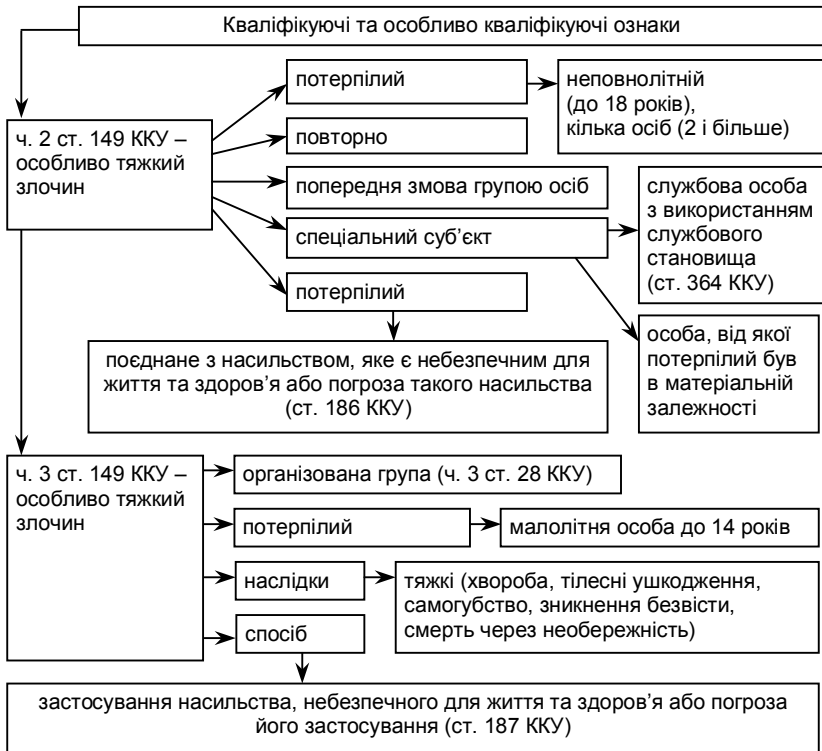 Кваліфікуючі та особливо кваліфікуючі ознаки
потерпілий
неповнолітній
(до 18 років),
кілька осіб (2 і більше)
ч. 2 ст. 149 ККУ –
особливо тяжкий
злочин
повторно
попередня змова групою осіб
спеціальний суб’єкт
службова особа
з використанням
службового
становища
(ст. 364 ККУ)
потерпілий
особа, від якої
потерпілий був
в матеріальній
залежності
поєднане з насильством, яке є небезпечним для
життя та здоров’я або погроза такого насильства
(ст. 186 ККУ)
ч. 3 ст. 149 ККУ –
особливо тяжкий
злочин
організована група (ч. 3 ст. 28 ККУ)
потерпілий
малолітня особа до 14 років
наслідки
тяжкі (хвороба, тілесні ушкодження,
самогубство, зникнення безвісти,
смерть через необережність)
спосіб
застосування насильства, небезпечного для життя та здоров’я або погроза
його застосування (ст. 187 ККУ)